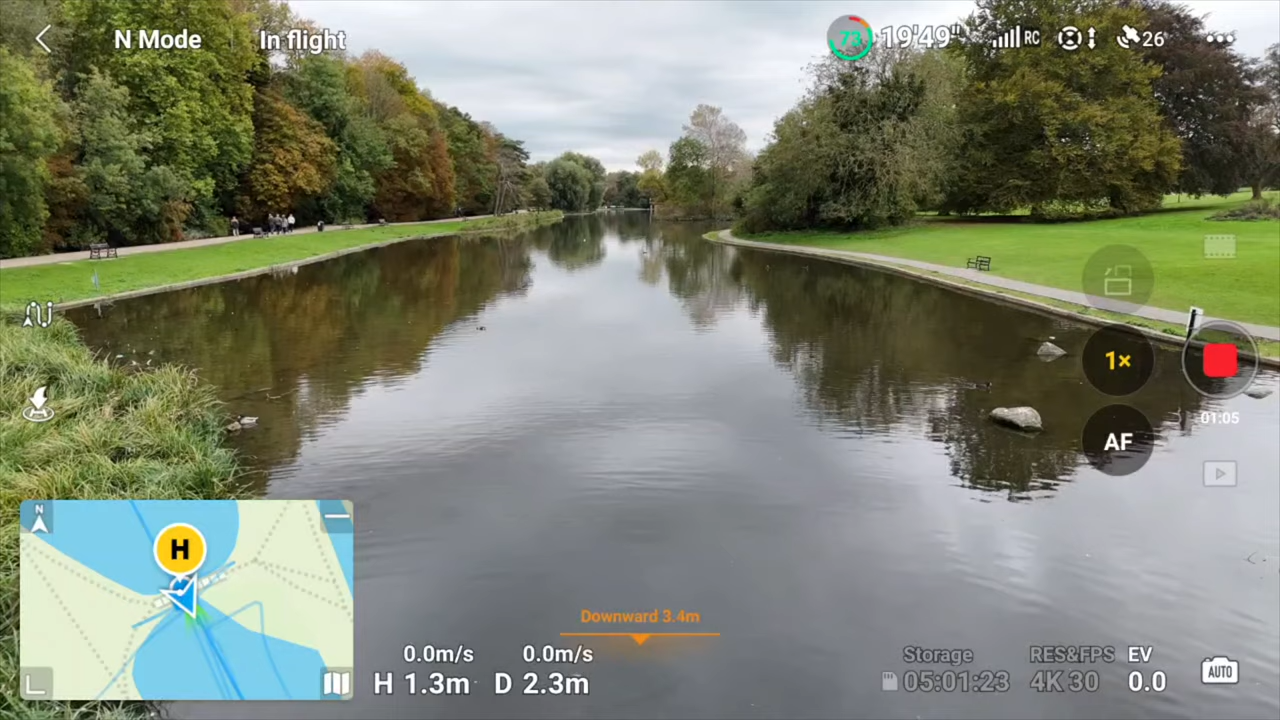 N Mode
In flight
73
19'49"
RC
26
1×
01:05
AF
N
H
Downward 3.4m
0.0m/s
0.0m/s
H 1.3m
D 2.3m
Storage
05:01:23
RES&FPS
4K 30
EV
0.0
AUTO